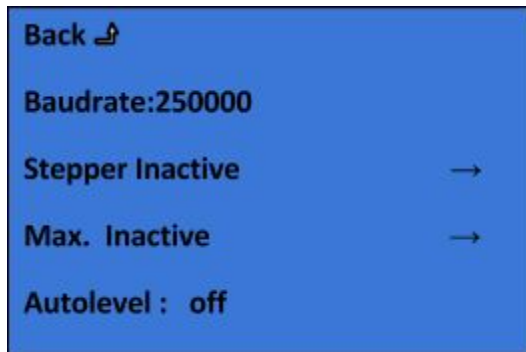 Back
Baudrate:250000
Stepper Inactive →
Max. Inactive →
Autolevel : off